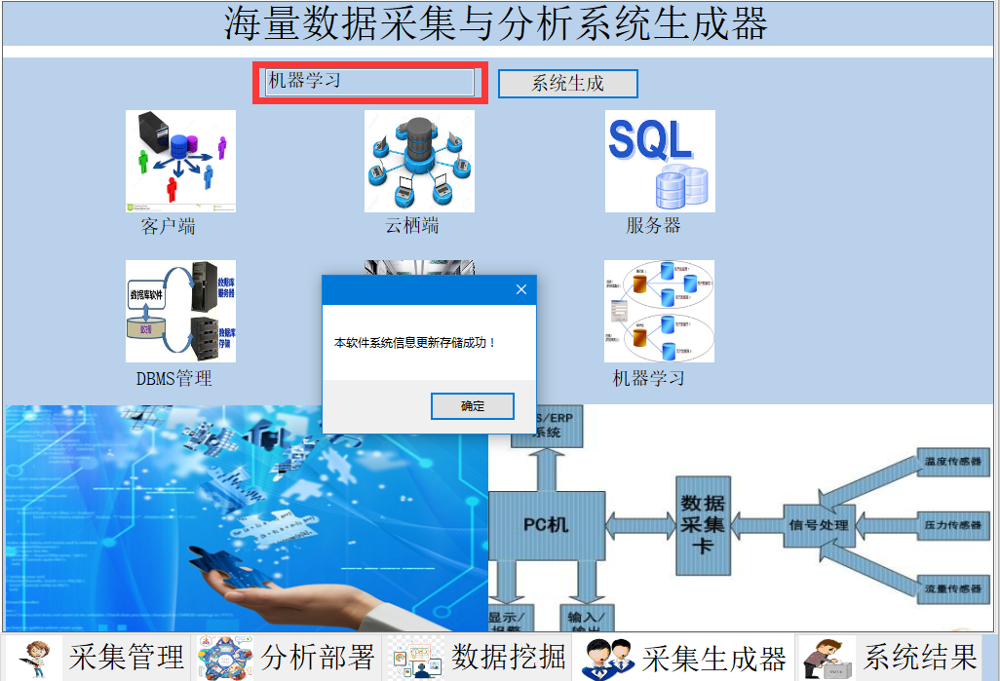 海量数据采集与分析系统生成器
机器学习
系统生成
SQL
客户端
云栖端
服务器
数据库软件
数据库
服务器
数据库
存储
DBMS管理
机器学习
本软件系统信息更新存储成功！
确定
S/ERP
系统
PC机
数据
采集
卡
信号处理
温度传感器
压力传感器
流量传感器
显示/
报警
输入/
采集管理
分析部署
数据挖掘
采集生成器
系统结果